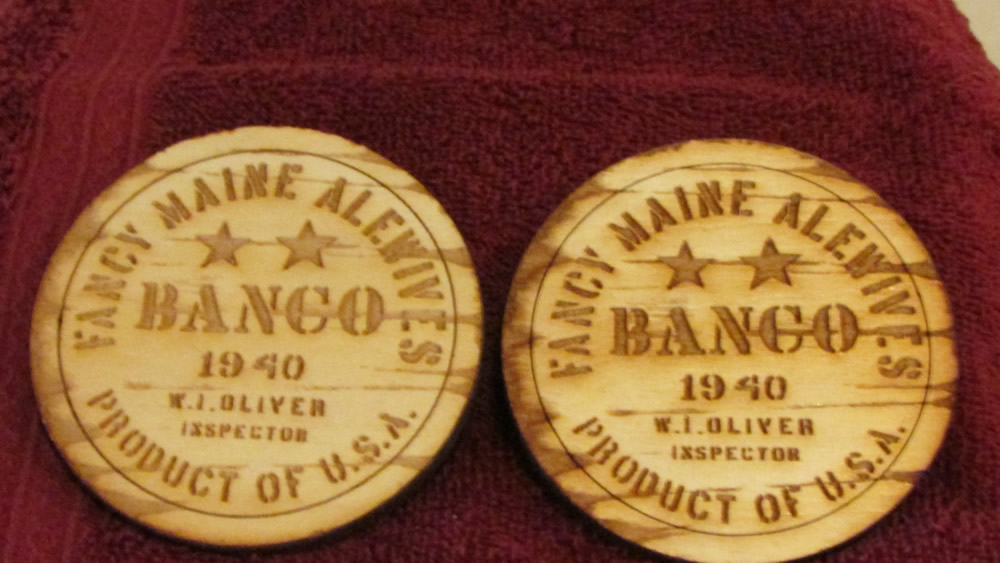 FANCY MAINE ALEWIVES
BANGO
1940
W.I.OLIVER
INSPECTOR
PRODUCT OF U.S.A.
FANCY MAINE ALEWIVES
BANGO
1940
W.I.OLIVER
INSPECTOR
PRODUCT OF U.S.A.